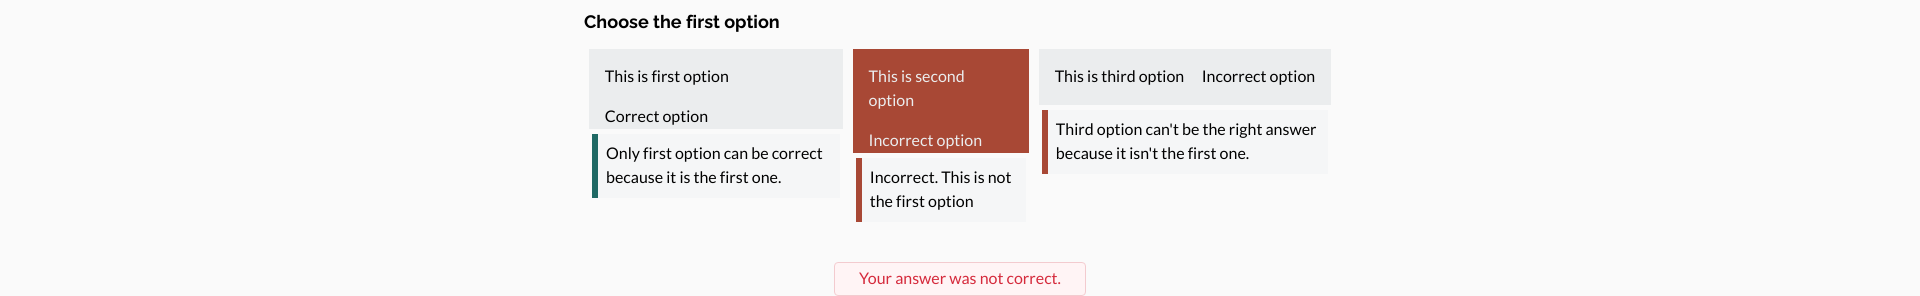 Choose the first option
This is first option
Correct option
Only first option can be correct
because it is the first one.
This is second
option
Incorrect option
Incorrect. This is not
the first option
This is third option Incorrect option
Third option can't be the right answer
because it isn't the first one.
Your answer was not correct.